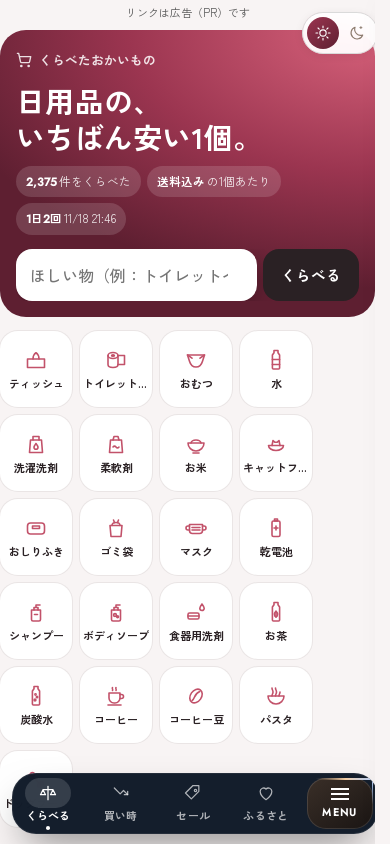 リンクは広告（PR）です
くらべたおかいもの
日用品の、
いちばん安い1個。
2,375 件をくらべた
送料込み の1個あたり
1日2回 11/18 21:46
ほしい物（例：トイレット
くらべる
ティッシュ
トイレット…
おむつ
水
洗濯洗剤
柔軟剤
お米
キャットフ…
おしりふき
ゴミ袋
マスク
乾電池
シャンプー
ボディソープ
食器用洗剤
お茶
炭酸水
コーヒー
コーヒー豆
パスタ
くらべる
買い時
セール
ふるさと
MENU